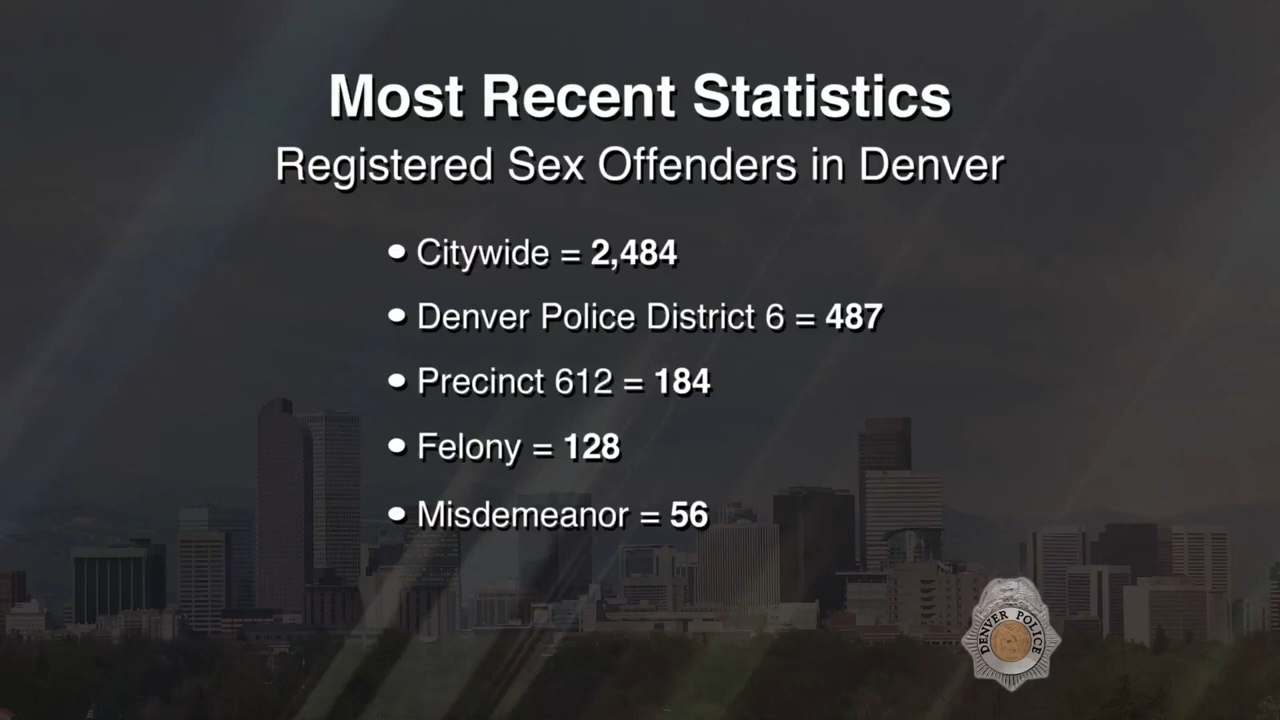 Most Recent Statistics
Registered Sex Offenders in Denver
• Citywide = 2,484
• Denver Police District 6 = 487
• Precinct 612 = 184
• Felony = 128
• Misdemeanor = 56
DENVER POLICE